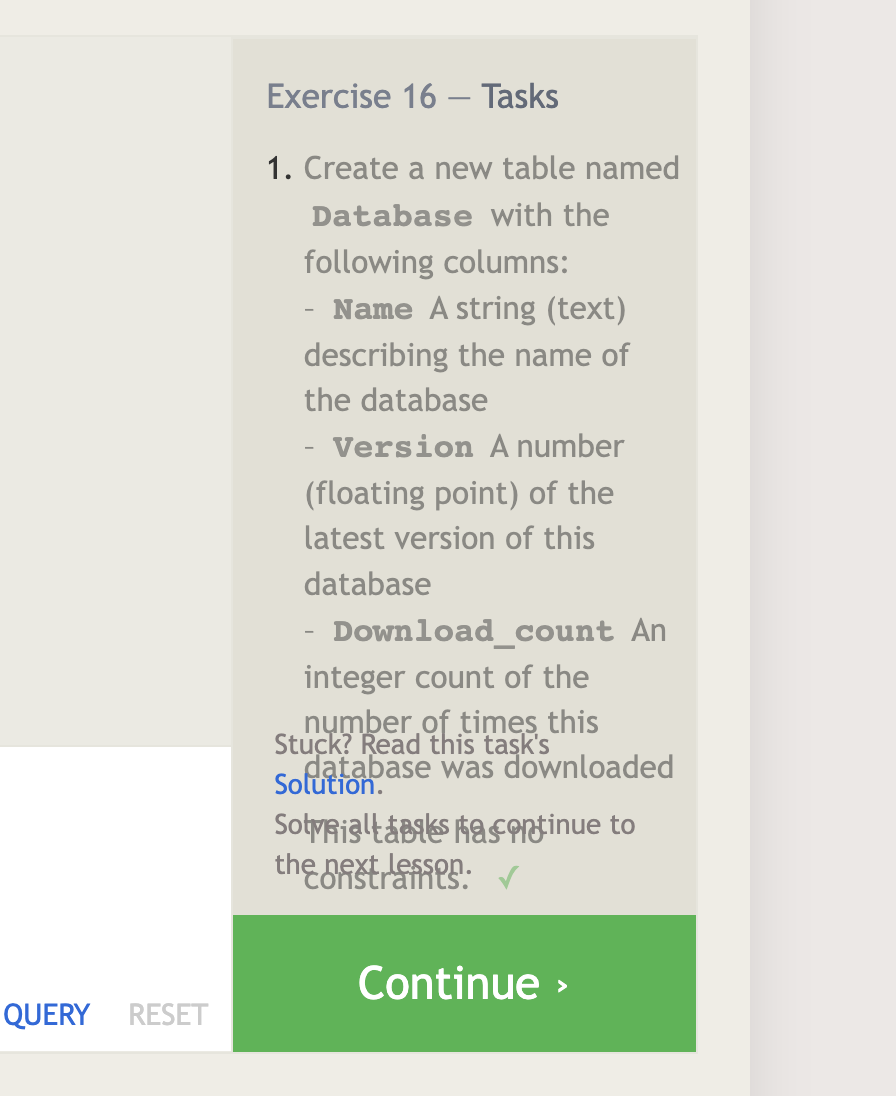 Exercise 16 — Tasks
1. Create a new table named
Database with the
following columns:
– Name A string (text)
describing the name of
the database
– Version A number
(floating point) of the
latest version of this
database
– Download_count An
integer count of the
number of times this
database was downloaded
This table has no
constraints. ✓
Stuck? Read this task's
Solution.
Solve all tasks to continue to
the next lesson.
Continue ›
QUERY RESET